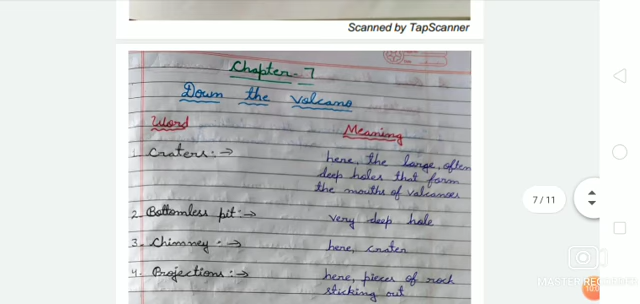 Scanned by TapScanner
Chapter-7
Down the Volcano
Word Meaning
1. Craters:→ here, the large, often
deep holes that form
the mouths of volcanoes
2. Bottomless pit:→ very deep hole
3. Chimney:→ here, crater
4. Projections:→ here, pieces of rock
sticking out
7 / 11